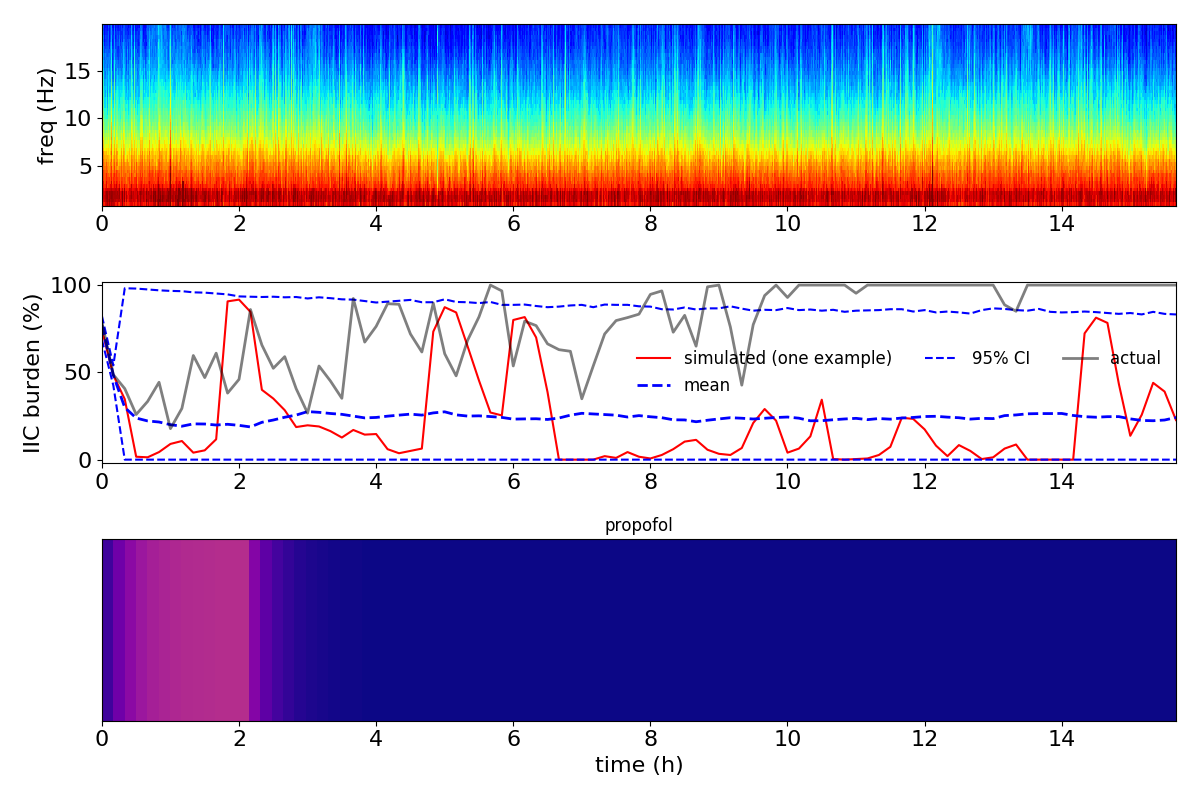 freq (Hz)
15
10
5
0 2 4 6 8 10 12 14
IIC burden (%)
100
50
0
simulated (one example) 95% CI actual
mean
0 2 4 6 8 10 12 14
propofol
0 2 4 6 8 10 12 14
time (h)